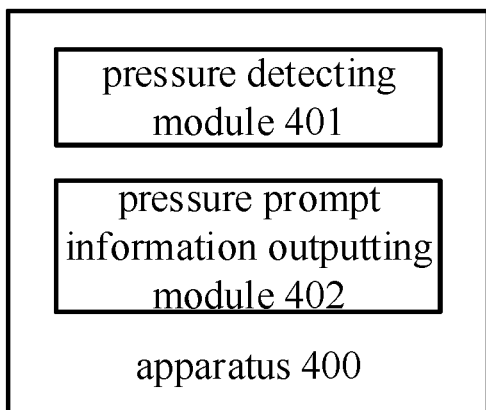 pressure detecting
module 401
pressure prompt
information outputting
module 402
apparatus 400